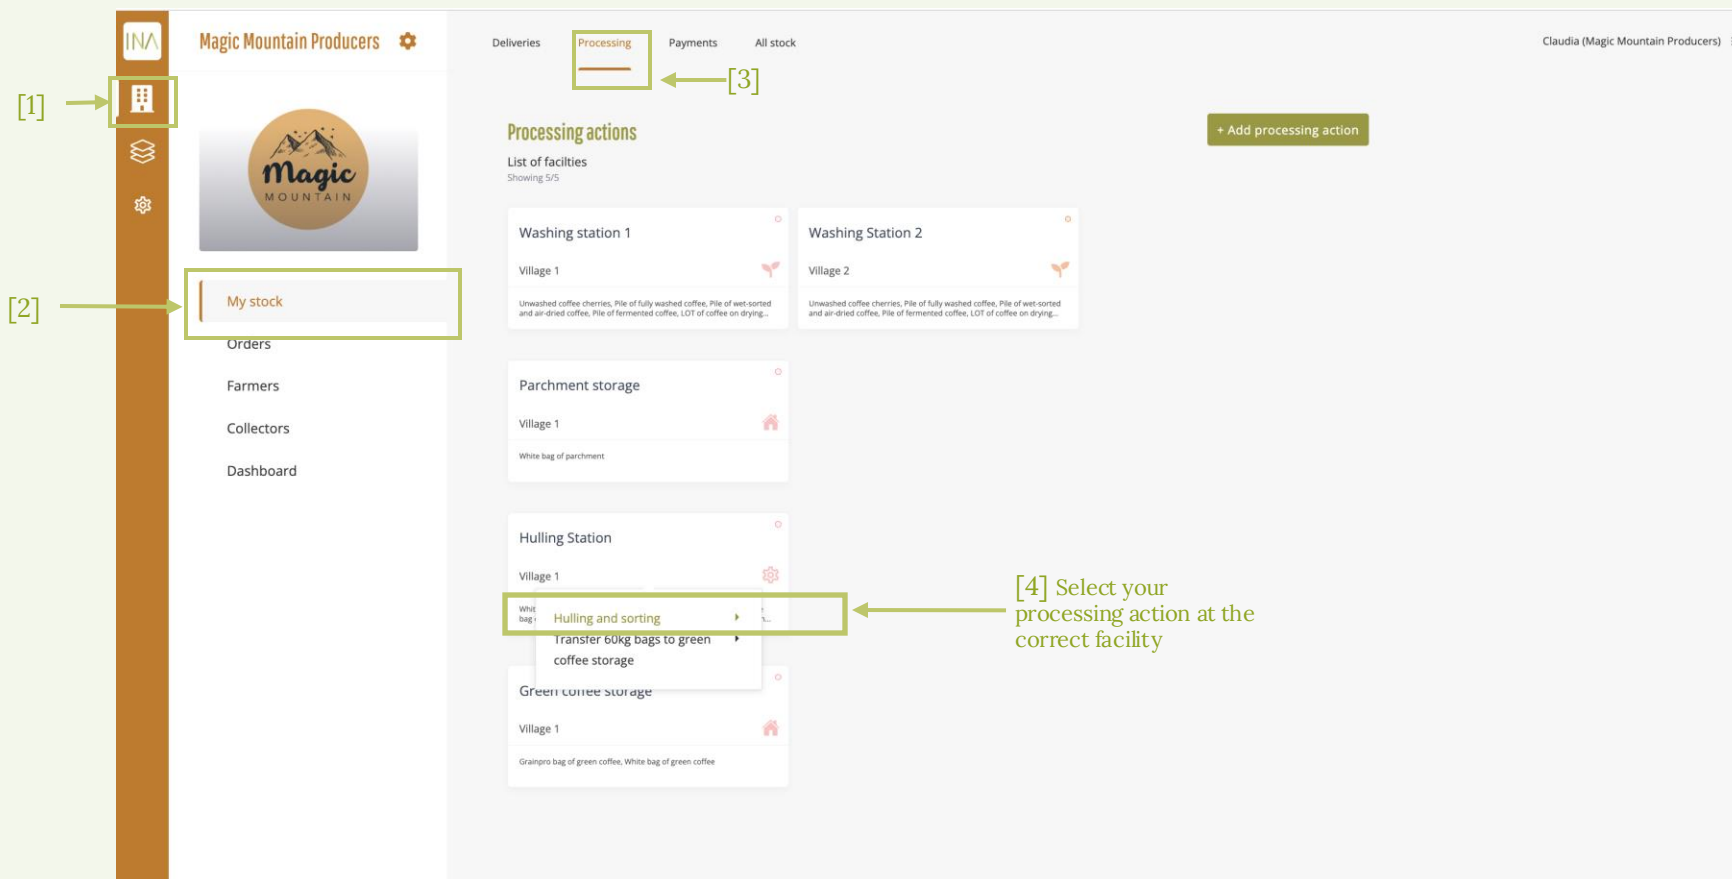 INA
Magic Mountain Producers
Deliveries
Processing
Payments
All stock
Claudia (Magic Mountain Producers)
[1]
[3]
Magic
MOUNTAIN
Processing actions
+ Add processing action
List of facilties
Showing 5/5
Washing station 1
Village 1
Unwashed coffee cherries, Pile of fully washed coffee, Pile of wet-sorted
and air-dried coffee, Pile of fermented coffee, LOT of coffee on drying...
Washing Station 2
Village 2
Unwashed coffee cherries, Pile of fully washed coffee, Pile of wet-sorted
and air-dried coffee, Pile of fermented coffee, LOT of coffee on drying...
[2]
My stock
Orders
Farmers
Collectors
Dashboard
Parchment storage
Village 1
White bag of parchment
Hulling Station
Village 1
bag
Hulling and sorting
Transfer 60kg bags to green
coffee storage
[4] Select your
processing action at the
correct facility
Green coffee storage
Village 1
Grainpro bag of green coffee, White bag of green coffee